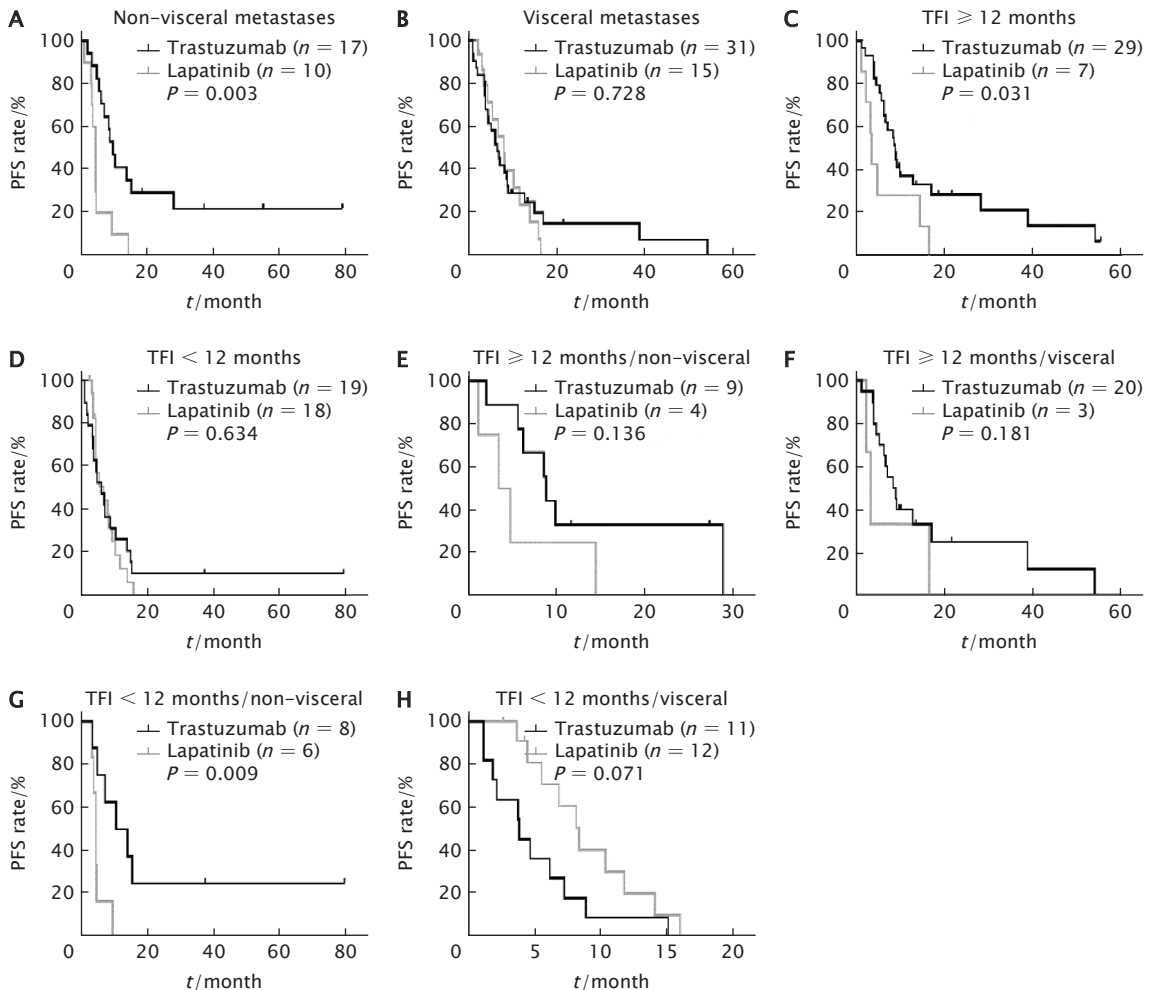 A
Non-visceral metastases
Trastuzumab (n = 17)
Lapatinib (n = 10)
P = 0.003
PFS rate/%
100
80
60
40
20
0
20
40
60
80
t/month
B
Visceral metastases
Trastuzumab (n = 31)
Lapatinib (n = 15)
P = 0.728
PFS rate/%
100
80
60
40
20
0
20
40
60
t/month
C
TFI ⩾ 12 months
Trastuzumab (n = 29)
Lapatinib (n = 7)
P = 0.031
PFS rate/%
100
80
60
40
20
0
20
40
60
t/month
D
TFI < 12 months
Trastuzumab (n = 19)
Lapatinib (n = 18)
P = 0.634
PFS rate/%
100
80
60
40
20
0
20
40
60
80
t/month
E
TFI ⩾ 12 months/non-visceral
Trastuzumab (n = 9)
Lapatinib (n = 4)
P = 0.136
PFS rate/%
100
80
60
40
20
0
10
20
30
t/month
F
TFI ⩾ 12 months/visceral
Trastuzumab (n = 20)
Lapatinib (n = 3)
P = 0.181
PFS rate/%
100
80
60
40
20
0
20
40
60
t/month
G
TFI < 12 months/non-visceral
Trastuzumab (n = 8)
Lapatinib (n = 6)
P = 0.009
PFS rate/%
100
80
60
40
20
0
20
40
60
80
t/month
H
TFI < 12 months/visceral
Trastuzumab (n = 11)
Lapatinib (n = 12)
P = 0.071
PFS rate/%
100
80
60
40
20
0
5
10
15
20
t/month